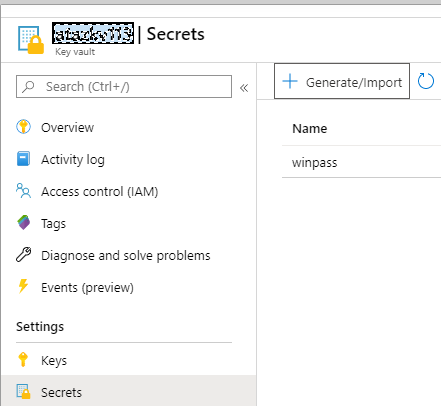 | Secrets
Key vault
Search (Ctrl+/)
«
Generate/Import
Overview
Activity log
Access control (IAM)
Tags
Diagnose and solve problems
Events (preview)
Settings
Keys
Secrets
Name
winpass